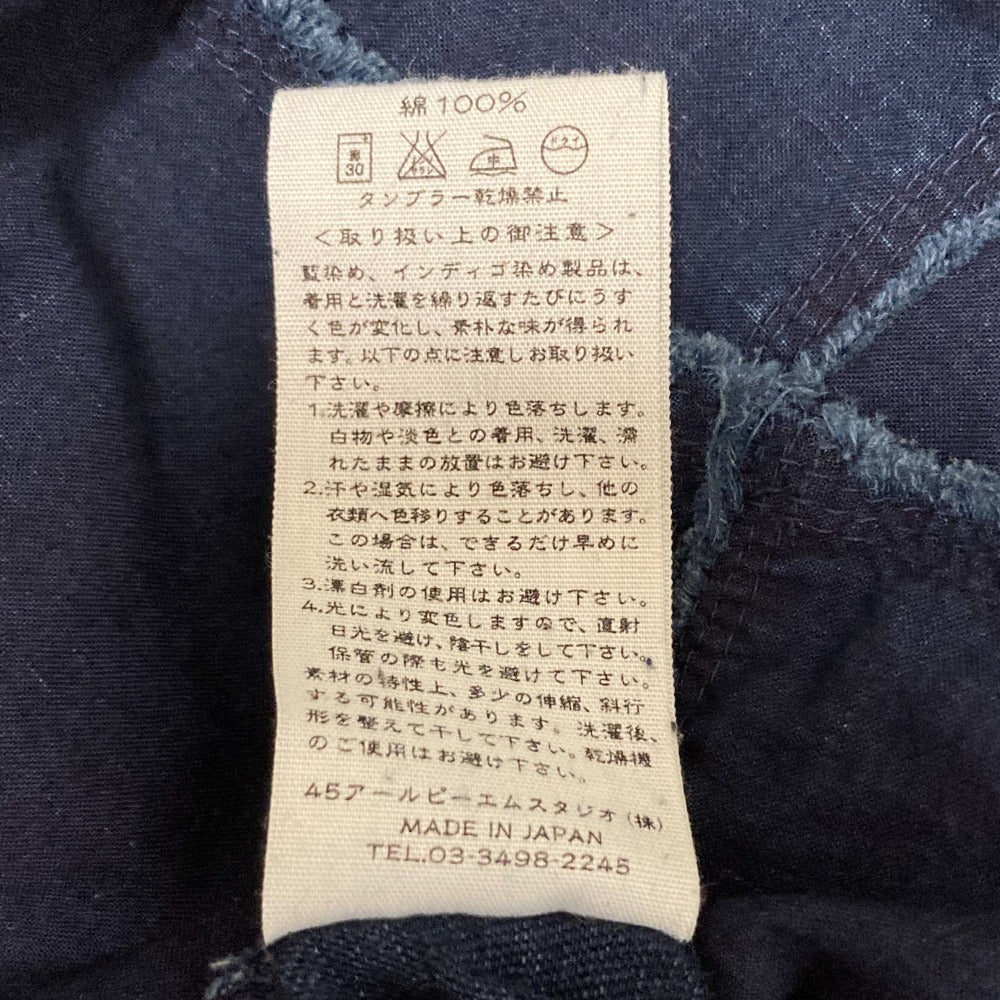 綿100%
弱 30 エンソ サラシ 中 ドライ
タンブラー乾燥禁止
〈取り扱い上の御注意〉
藍染め、インディゴ染め製品は、
着用と洗濯を繰り返すたびにうす
く色が変化し、素朴な味が得られ
ます。以下の点に注意しお取り扱い
下さい。
1.洗濯や摩擦により色落ちします。
白物や淡色との着用、洗濯、濡
れたままの放置はお避け下さい。
2.汗や湿気により色落ちし、他の
衣類へ色移りすることがあります。
この場合は、できるだけ早めに
洗い流して下さい。
3.漂白剤の使用はお避け下さい。
4.光により変色しますので、直射
日光を避け、陰干しをして下さい。
保管の際も光を避けて下さい。
素材の特性上、多少の伸縮、斜行
する可能性があります。洗濯後、
形を整えて干して下さい。乾燥機
のご使用はお避け下さい。
45アールピーエムスタジオ(株)
MADE IN JAPAN
TEL.03-3498-2245